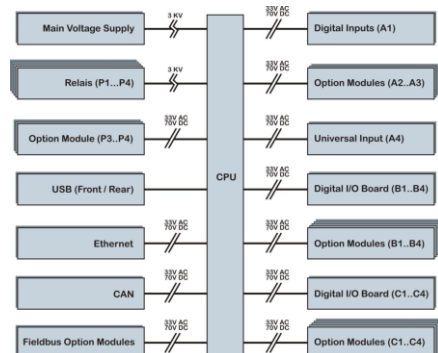 Main Voltage Supply
3 KV
33V AC
70V DC
Digital Inputs (A1)
Relais (P1...P4)
3 KV
33V AC
70V DC
Option Modules (A2..A3)
Option Module (P3..P4)
33V AC
70V DC
33V AC
70V DC
Universal Input (A4)
CPU
USB (Front / Rear)
33V AC
70V DC
Digital I/O Board (B1..B4)
Ethernet
33V AC
70V DC
33V AC
70V DC
Option Modules (B1..B4)
CAN
33V AC
70V DC
33V AC
70V DC
Digital I/O Board (C1..C4)
Fieldbus Option Modules
33V AC
70V DC
33V AC
70V DC
Option Modules (C1..C4)